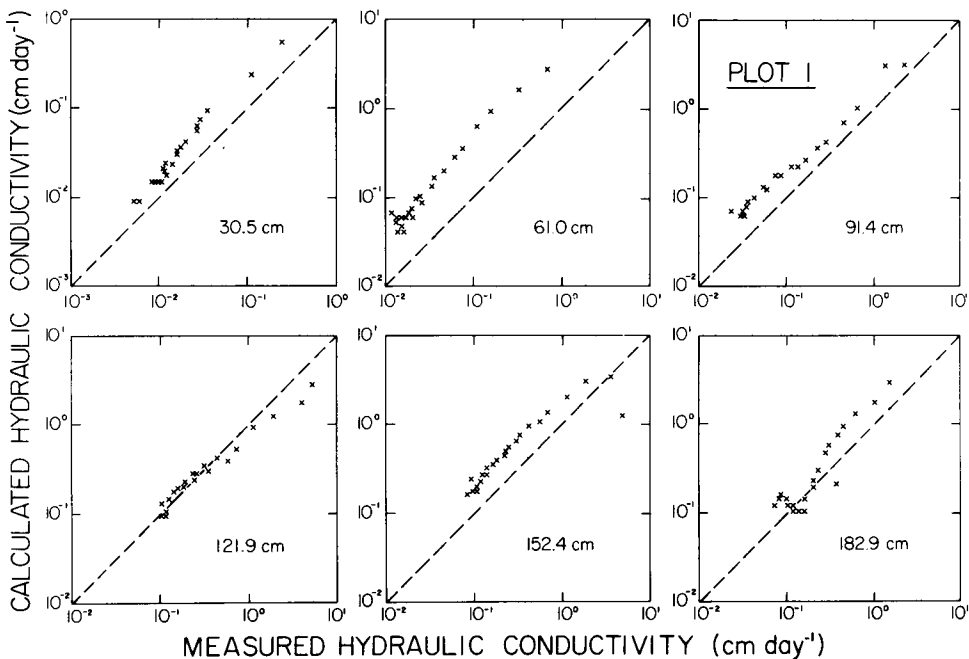 CALCULATED HYDRAULIC CONDUCTIVITY (cm day⁻¹)
10⁰
10⁻¹
10⁻²
10⁻³
10⁻³ 10⁻² 10⁻¹ 10⁰
30.5 cm
10¹
10⁰
10⁻¹
10⁻²
10⁻² 10⁻¹ 10⁰ 10¹
61.0 cm
10¹
10⁰
10⁻¹
10⁻²
10⁻² 10⁻¹ 10⁰ 10¹
PLOT 1
91.4 cm
10¹
10⁰
10⁻¹
10⁻²
10⁻² 10⁻¹ 10⁰ 10¹
121.9 cm
10¹
10⁰
10⁻¹
10⁻²
10⁻² 10⁻¹ 10⁰ 10¹
152.4 cm
10¹
10⁰
10⁻¹
10⁻²
10⁻² 10⁻¹ 10⁰ 10¹
182.9 cm
MEASURED HYDRAULIC CONDUCTIVITY (cm day⁻¹)